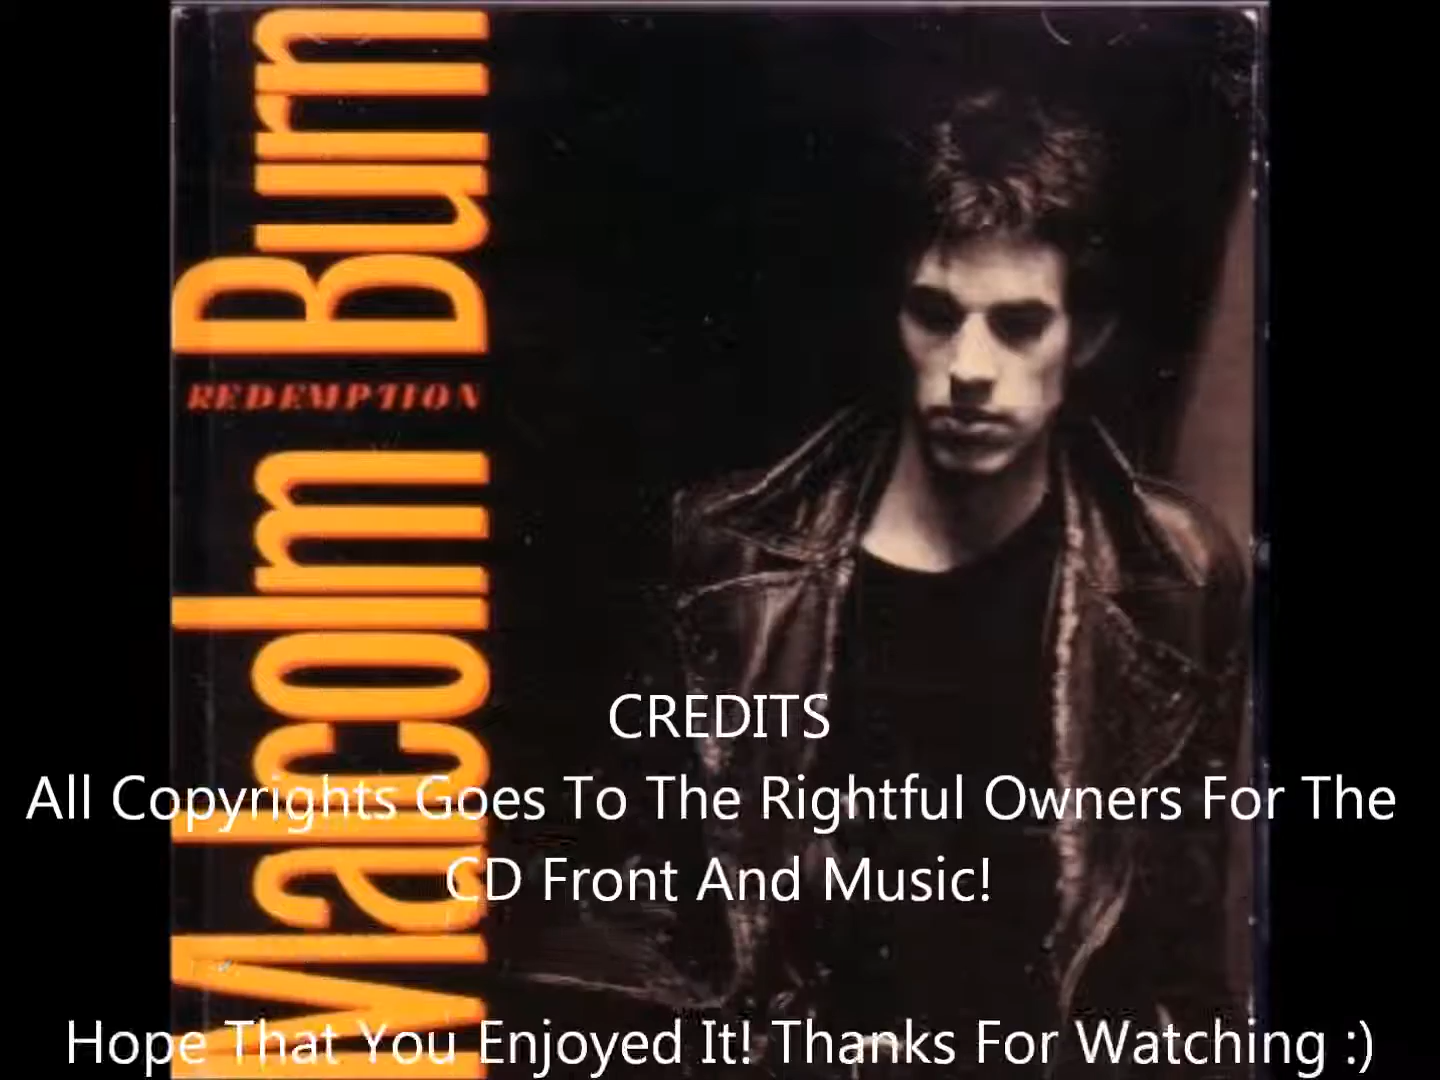 Malcolm Burn
REDEMPTION
CREDITS
All Copyrights Goes To The Rightful Owners For The
CD Front And Music!
Hope That You Enjoyed It! Thanks For Watching :)